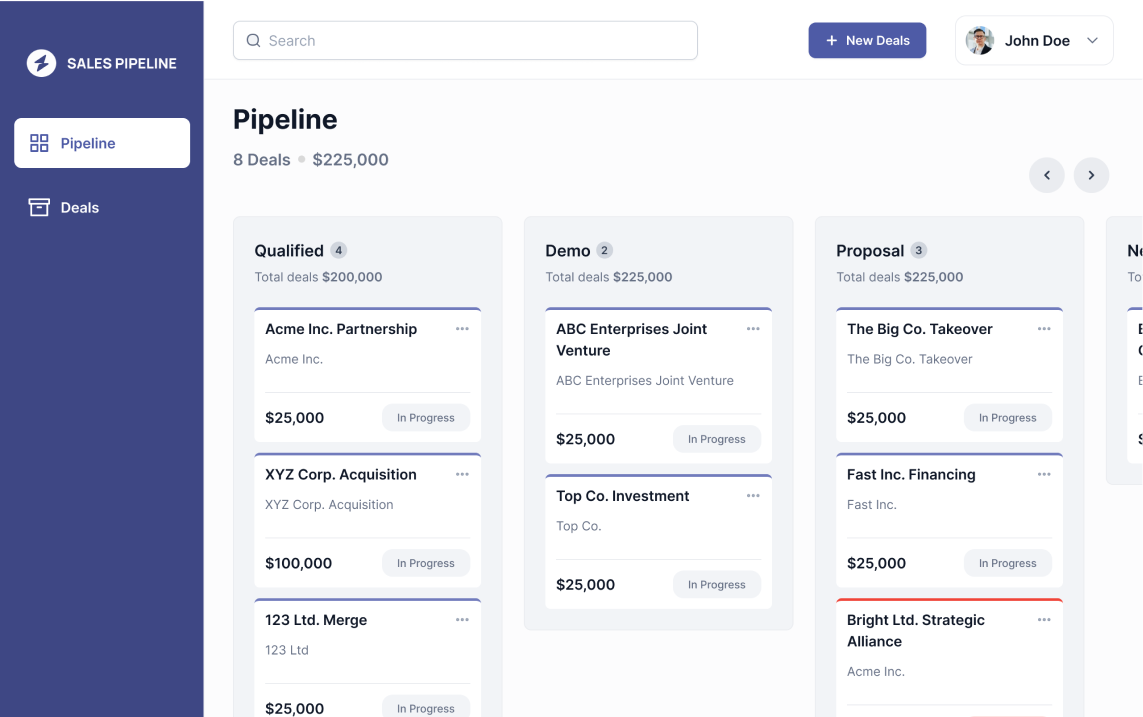 SALES PIPELINE
Pipeline
Deals
Search
New Deals
John Doe
Pipeline
8 Deals $225,000
Qualified 4
Total deals $200,000
Acme Inc. Partnership
Acme Inc.
$25,000 In Progress
XYZ Corp. Acquisition
XYZ Corp. Acquisition
$100,000 In Progress
123 Ltd. Merge
123 Ltd
$25,000 In Progress
Demo 2
Total deals $225,000
ABC Enterprises Joint
Venture
ABC Enterprises Joint Venture
$25,000 In Progress
Top Co. Investment
Top Co.
$25,000 In Progress
Proposal 3
Total deals $225,000
The Big Co. Takeover
The Big Co. Takeover
$25,000 In Progress
Fast Inc. Financing
Fast Inc.
$25,000 In Progress
Bright Ltd. Strategic
Alliance
Acme Inc.